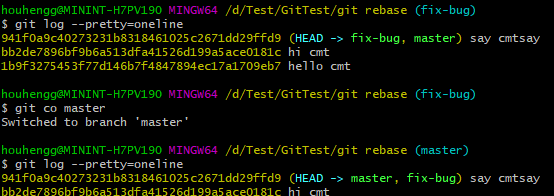 houhengg@MININT-H7PV190 MINGW64 /d/Test/GitTest/git rebase (fix-bug)
$ git log --pretty=oneline
941f0a9c40273231b8318461025c2671dd29ffd9 (HEAD -> fix-bug, master) say cmtsay
bb2de7896bf9b6a513dfa41526d199a5ace0181c hi cmt
1b9f3275453f77d146b7f4847894ec17a1709eb7 hello cmt
houhengg@MININT-H7PV190 MINGW64 /d/Test/GitTest/git rebase (fix-bug)
$ git co master
Switched to branch 'master'
houhengg@MININT-H7PV190 MINGW64 /d/Test/GitTest/git rebase (master)
$ git log --pretty=oneline
941f0a9c40273231b8318461025c2671dd29ffd9 (HEAD -> master, fix-bug) say cmtsay
bb2de7896bf9b6a513dfa41526d199a5ace0181c hi cmt